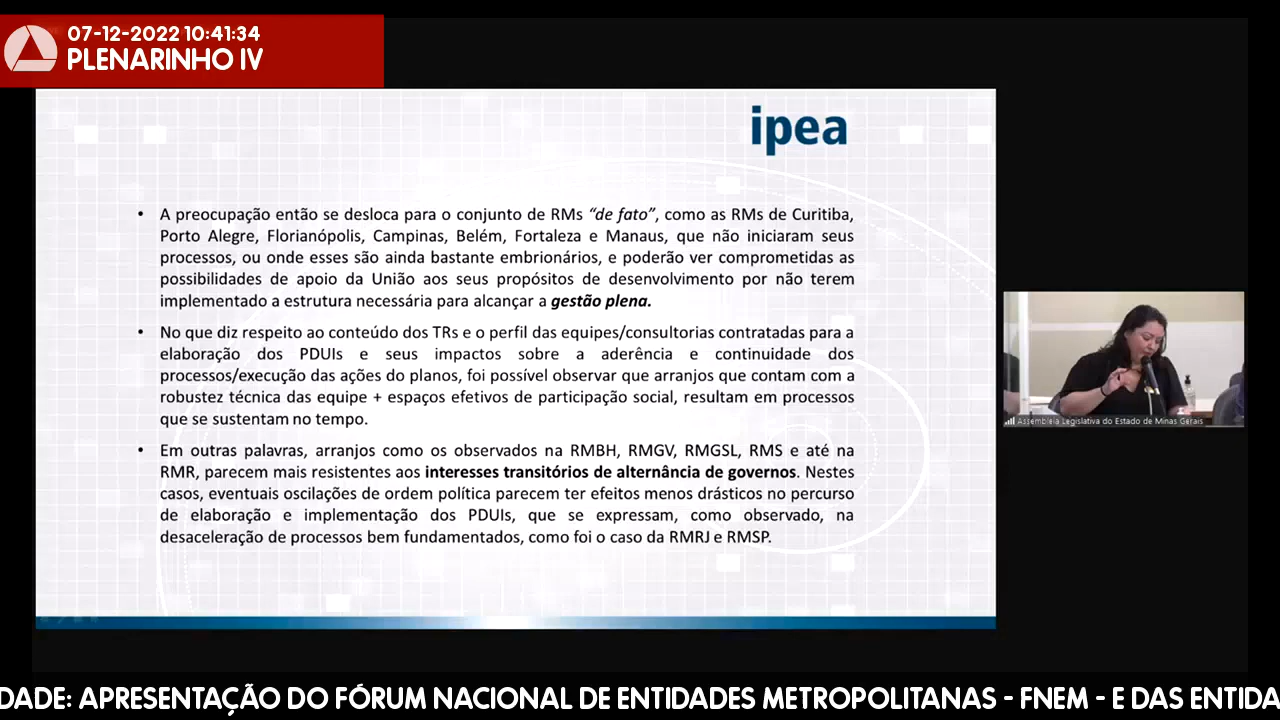 07-12-2022 10:41:34
PLENARINHO IV
ipea
• A preocupação então se desloca para o conjunto de RMs “de fato”, como as RMs de Curitiba,
Porto Alegre, Florianópolis, Campinas, Belém, Fortaleza e Manaus, que não iniciaram seus
processos, ou onde esses são ainda bastante embrionários, e poderão ver comprometidas as
possibilidades de apoio da União aos seus propósitos de desenvolvimento por não terem
implementado a estrutura necessária para alcançar a gestão plena.
• No que diz respeito ao conteúdo dos TRs e o perfil das equipes/consultorias contratadas para a
elaboração dos PDUIs e seus impactos sobre a aderência e continuidade dos
processos/execução das ações do planos, foi possível observar que arranjos que contam com a
robustez técnica das equipe + espaços efetivos de participação social, resultam em processos
que se sustentam no tempo.
• Em outras palavras, arranjos como os observados na RMBH, RMGV, RMGSL, RMS e até na
RMR, parecem mais resistentes aos interesses transitórios de alternância de governos. Nestes
casos, eventuais oscilações de ordem política parecem ter efeitos menos drásticos no percurso
de elaboração e implementação dos PDUIs, que se expressam, como observado, na
desaceleração de processos bem fundamentados, como foi o caso da RMRJ e RMSP.
Assembleia Legislativa do Estado de Minas Gerais
DADE: APRESENTAÇÃO DO FÓRUM NACIONAL DE ENTIDADES METROPOLITANAS - FNEM - E DAS ENTIDA